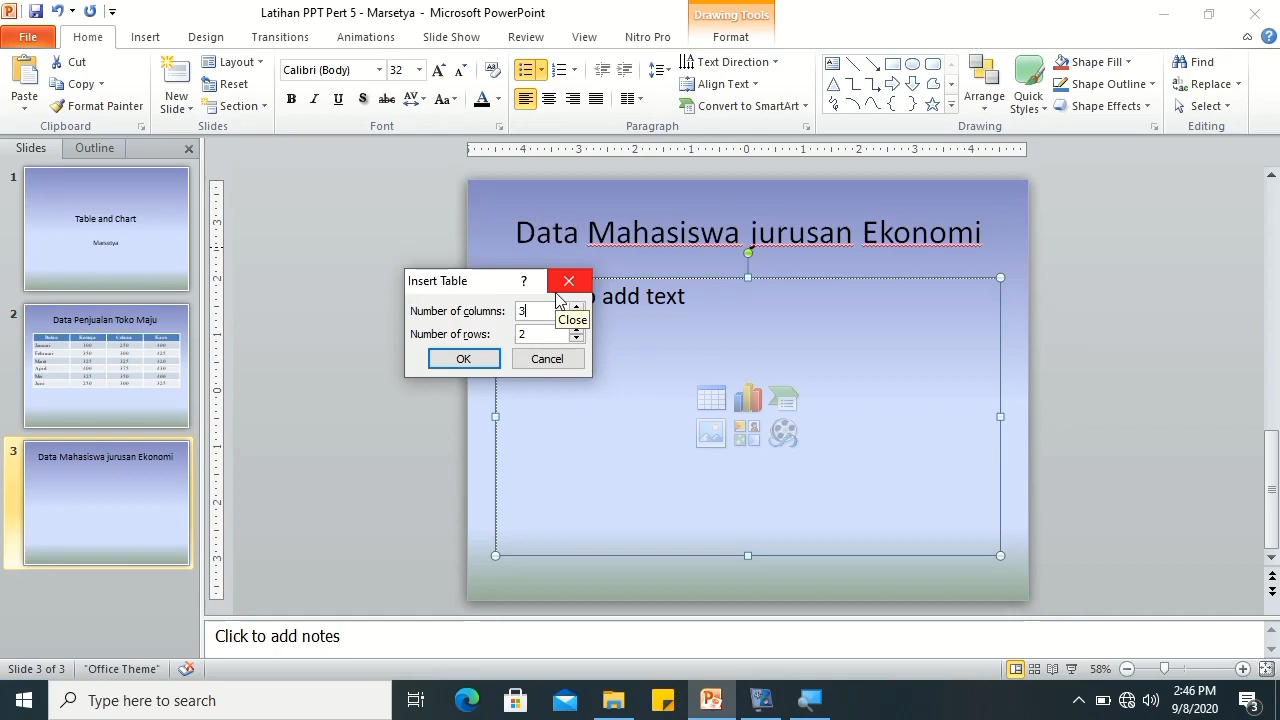 Latihan PPT Pert 5 - Marsetya - Microsoft PowerPoint
Drawing Tools
File Home Insert Design Transitions Animations Slide Show Review View Nitro Pro Format
Paste
Cut
Copy
Format Painter
Clipboard
New Slide
Layout
Reset
Section
Slides
Calibri (Body) 32
B I U S abc AV Aa A
Font
Text Direction
Align Text
Convert to SmartArt
Paragraph
Arrange
Quick Styles
Shape Fill
Shape Outline
Shape Effects
Drawing
Find
Replace
Select
Editing
Slides Outline
1
Table and Chart
Marsetya
2
Data Penjualan Toko Maju
3
Data Mahasiswa jurusan Ekonomi
Data Mahasiswa jurusan Ekonomi
add text
Insert Table ?
Number of columns: 3
Close
Number of rows: 2
OK Cancel
Click to add notes
Slide 3 of 3 "Office Theme" 58%
Type here to search
2:46 PM
9/8/2020
3